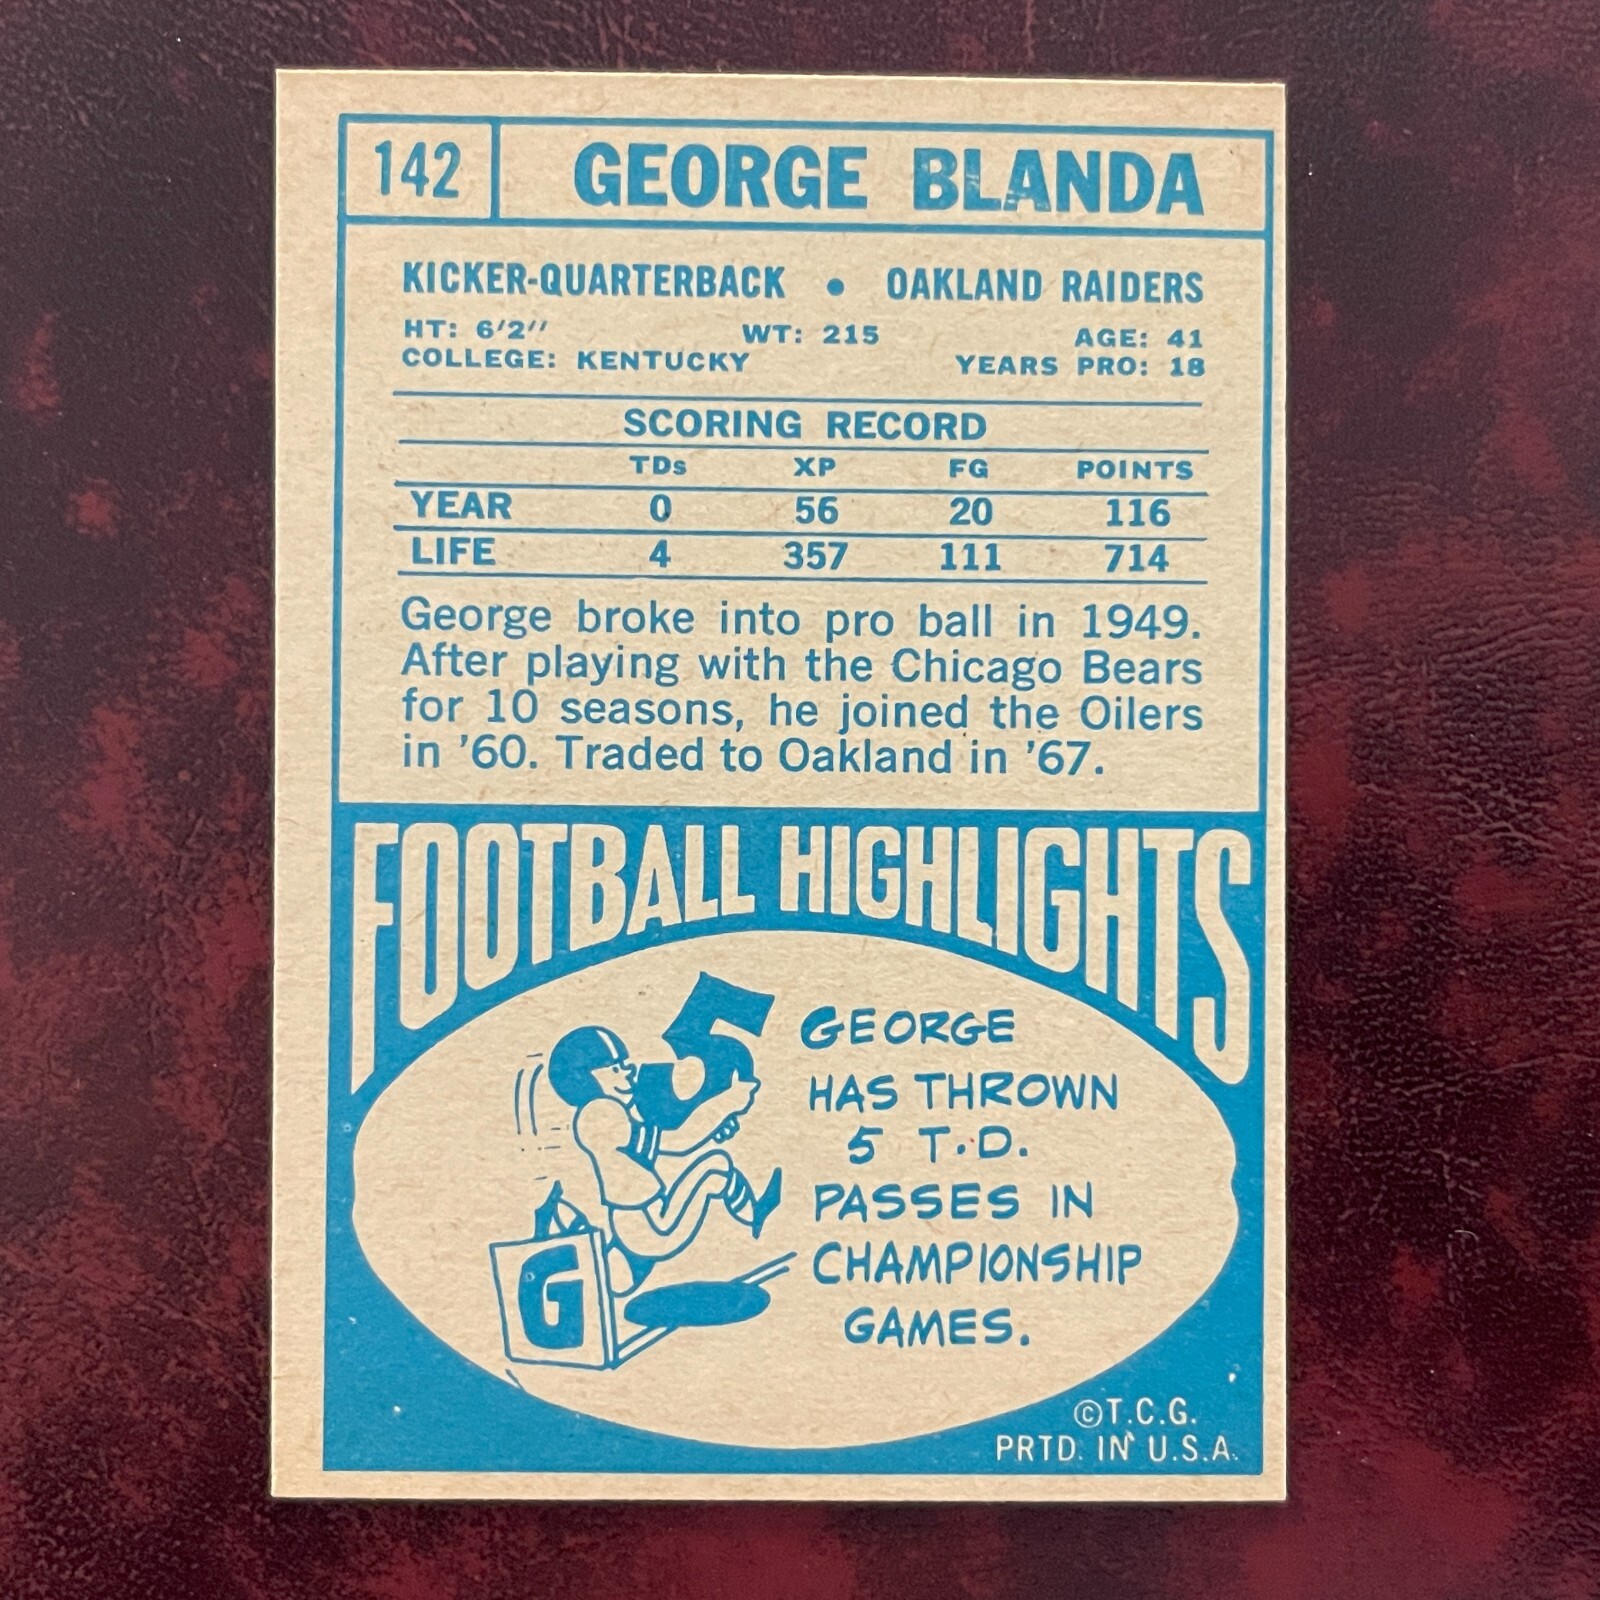 142 GEORGE BLANDA
KICKER-QUARTERBACK • OAKLAND RAIDERS
HT: 6'2'' WT: 215 AGE: 41
COLLEGE: KENTUCKY YEARS PRO: 18
SCORING RECORD
TDs XP FG POINTS
YEAR 0 56 20 116
LIFE 4 357 111 714
George broke into pro ball in 1949.
After playing with the Chicago Bears
for 10 seasons, he joined the Oilers
in '60. Traded to Oakland in '67.
FOOTBALL HIGHLIGHTS
5
G
GEORGE
HAS THROWN
5 T.D.
PASSES IN
CHAMPIONSHIP
GAMES.
©T.C.G.
PRTD. IN U.S.A.